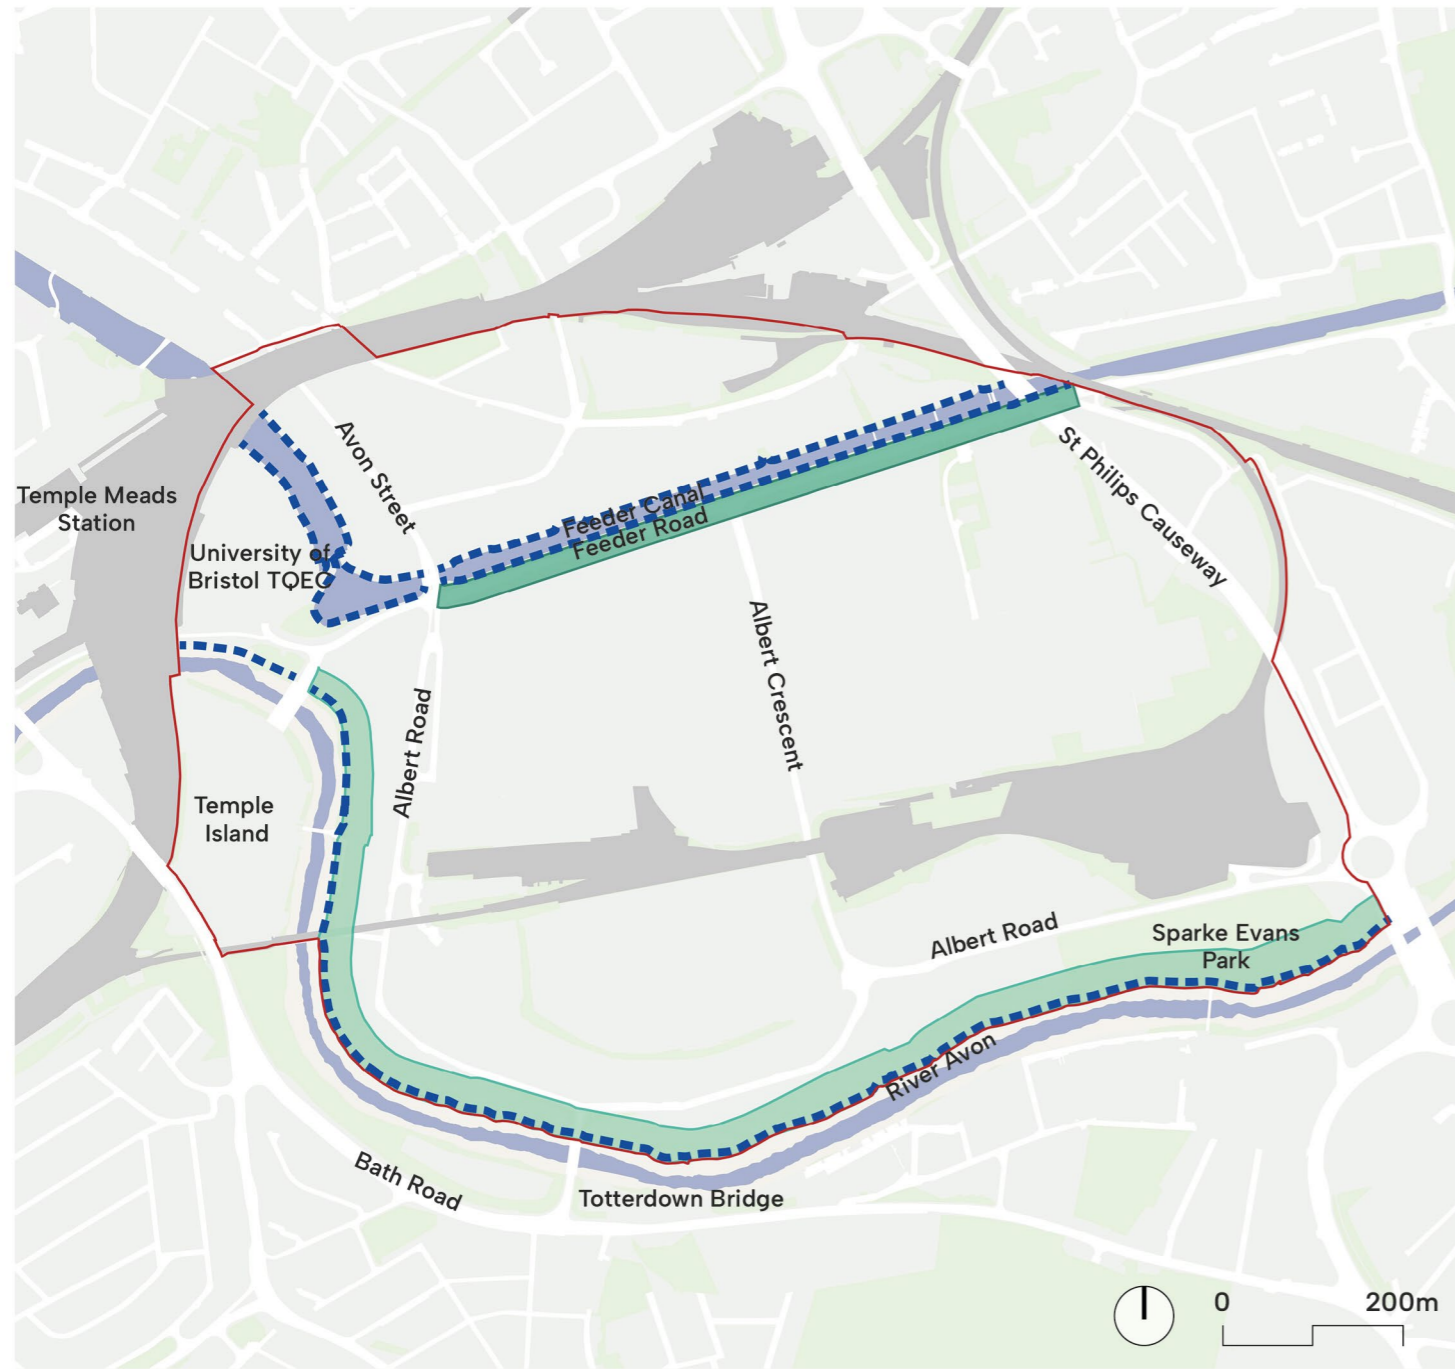 Avon Street
Temple Meads
Station
St Philips Causeway
Feeder Canal
Feeder Road
University of
Bristol TQEC
Albert Crescent
Albert Road
Temple
Island
Albert Road
Sparke Evans
Park
River Avon
Bath Road
Totterdown Bridge
0 200m